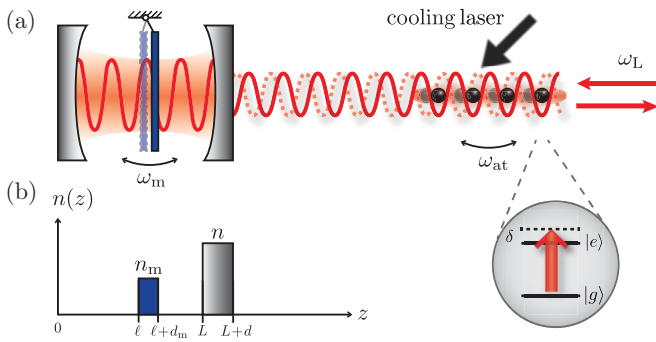 (a)
cooling laser
ω_L
ω_m
ω_at
(b)
n(z)
n
n_m
z
0
ℓ
ℓ+d_m
L
L+d
δ
|e⟩
|g⟩